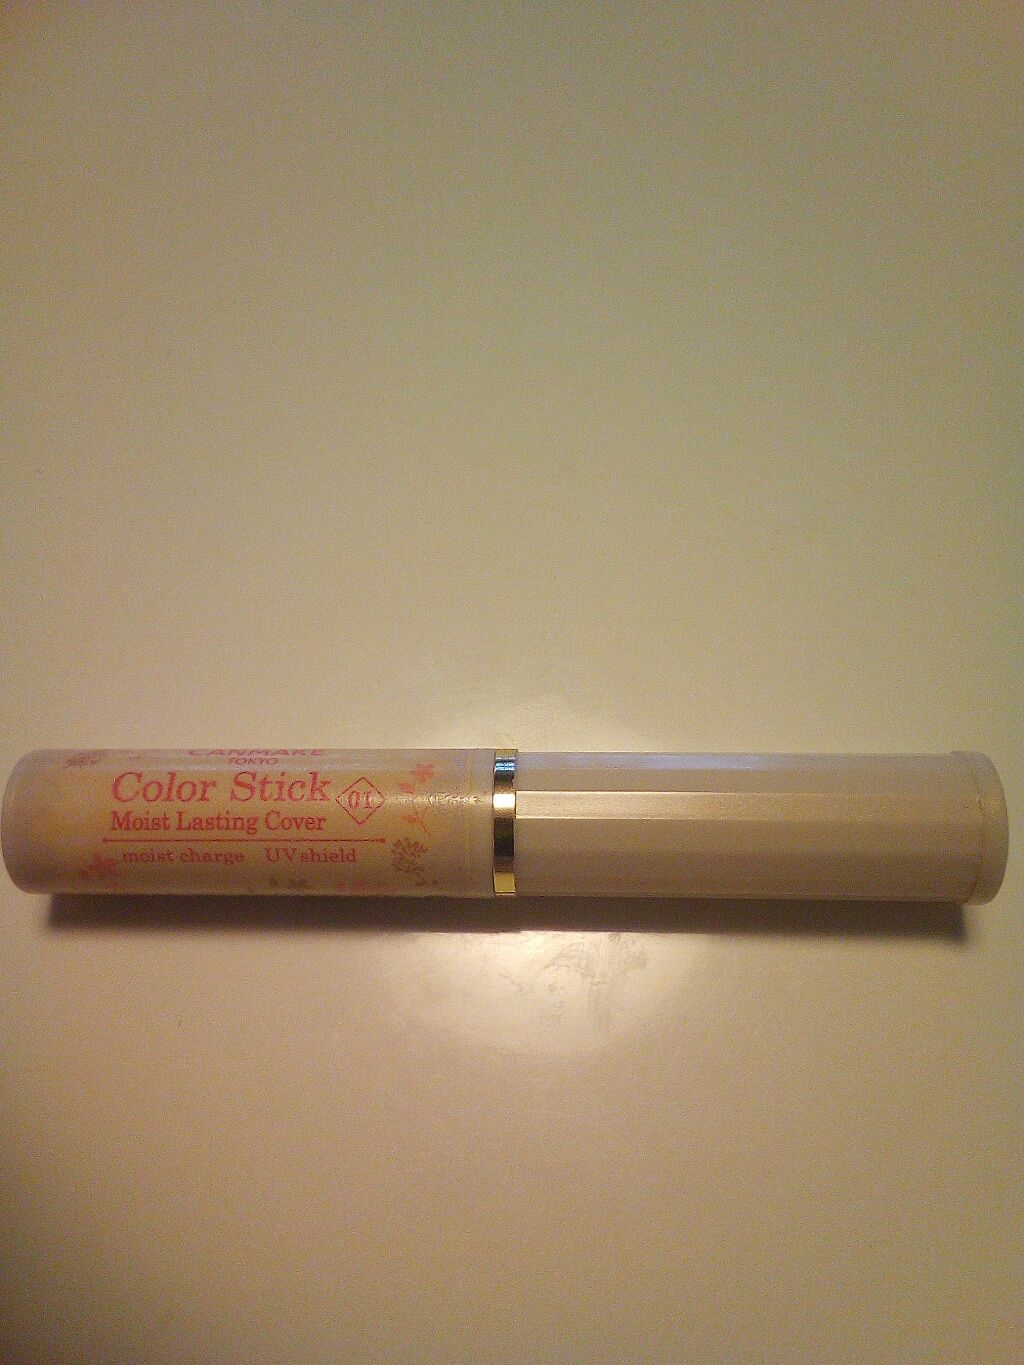 CANMAKE
TOKYO
Color Stick 01
Moist Lasting Cover
moist charge UV shield